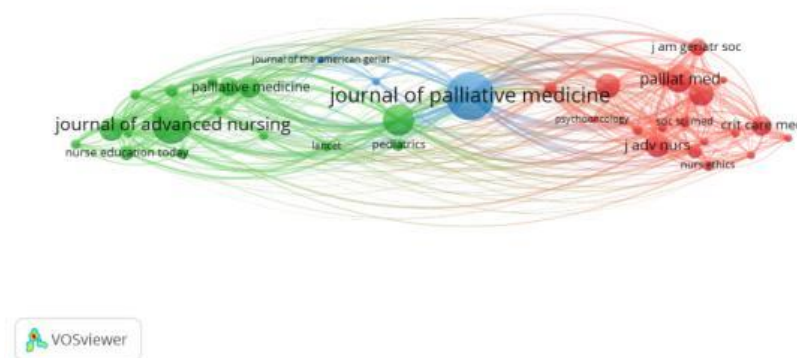 j am geriatr soc
journal of the american geriat
palliative medicine
palliat med
journal of palliative medicine
psychooncology
soc sci med
crit care med
journal of advanced nursing
lancet
pediatrics
j adv nurs
nurse education today
nurs ethics
VOSviewer